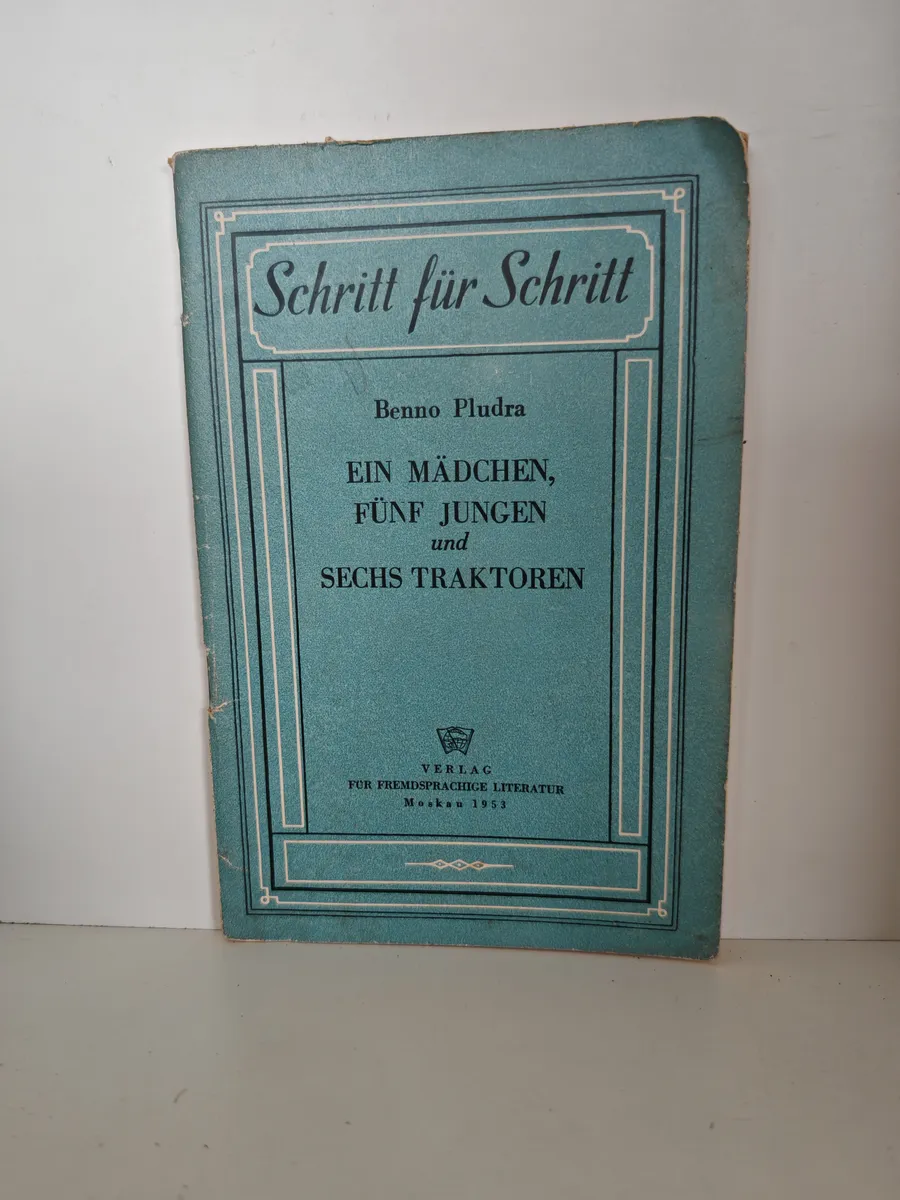 Schritt für Schritt
Benno Pludra
EIN MÄDCHEN,
FÜNF JUNGEN
und
SECHS TRAKTOREN
VERLAG
FÜR FREMDSPRACHIGE LITERATUR
Moskau 1953